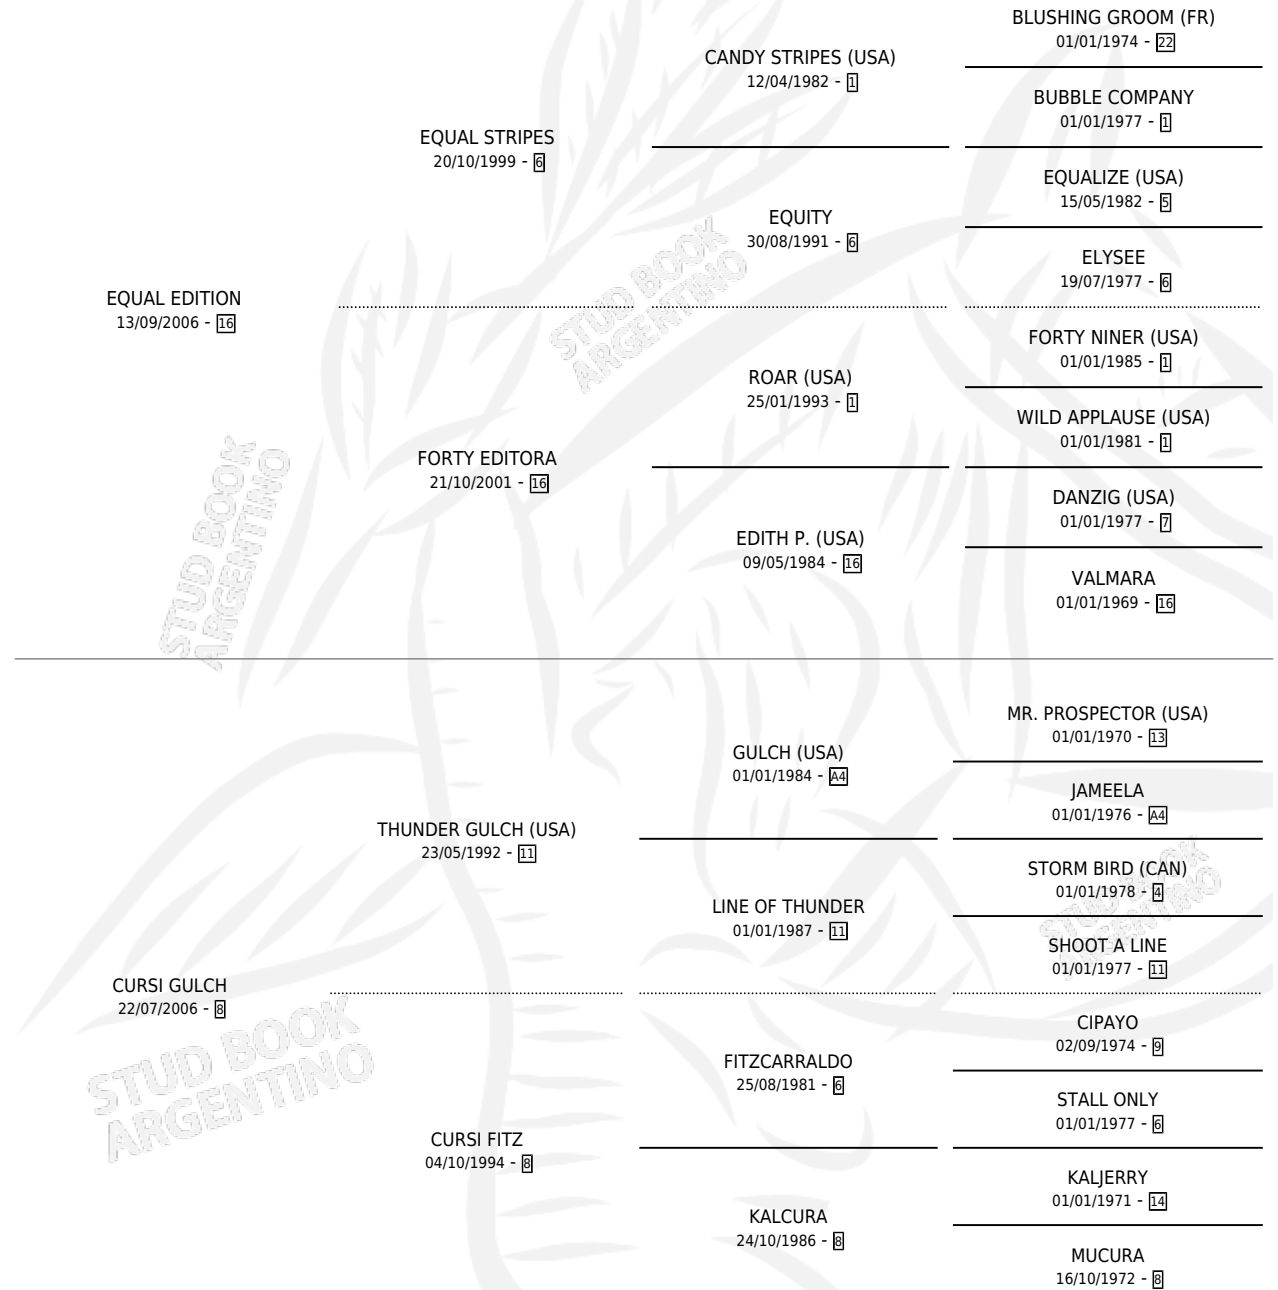 BLUSHING GROOM (FR)
01/01/1974 - 22
CANDY STRIPES (USA)
12/04/1982 - 1
BUBBLE COMPANY
01/01/1977 - 1
EQUAL STRIPES
20/10/1999 - 6
EQUALIZE (USA)
15/05/1982 - 5
EQUITY
30/08/1991 - 6
ELYSEE
19/07/1977 - 6
EQUAL EDITION
13/09/2006 - 16
STUD BOOK
ARGENTINO
FORTY NINER (USA)
01/01/1985 - 1
ROAR (USA)
25/01/1993 - 1
WILD APPLAUSE (USA)
01/01/1981 - 1
FORTY EDITORA
21/10/2001 - 16
DANZIG (USA)
01/01/1977 - 7
EDITH P. (USA)
09/05/1984 - 16
VALMARA
01/01/1969 - 16
STUD BOOK
ARGENTINO
MR. PROSPECTOR (USA)
01/01/1970 - 13
GULCH (USA)
01/01/1984 - A4
JAMEELA
01/01/1976 - A4
THUNDER GULCH (USA)
23/05/1992 - 11
STORM BIRD (CAN)
01/01/1978 - 4
STUD BOOK
ARGENTINO
LINE OF THUNDER
01/01/1987 - 11
SHOOT A LINE
01/01/1977 - 11
CURSI GULCH
22/07/2006 - 8
STUD BOOK
ARGENTINO
CIPAYO
02/09/1974 - 9
FITZCARRALDO
25/08/1981 - 6
STALL ONLY
01/01/1977 - 6
CURSI FITZ
04/10/1994 - 8
KALJERRY
01/01/1971 - 14
KALCURA
24/10/1986 - 8
MUCURA
16/10/1972 - 8